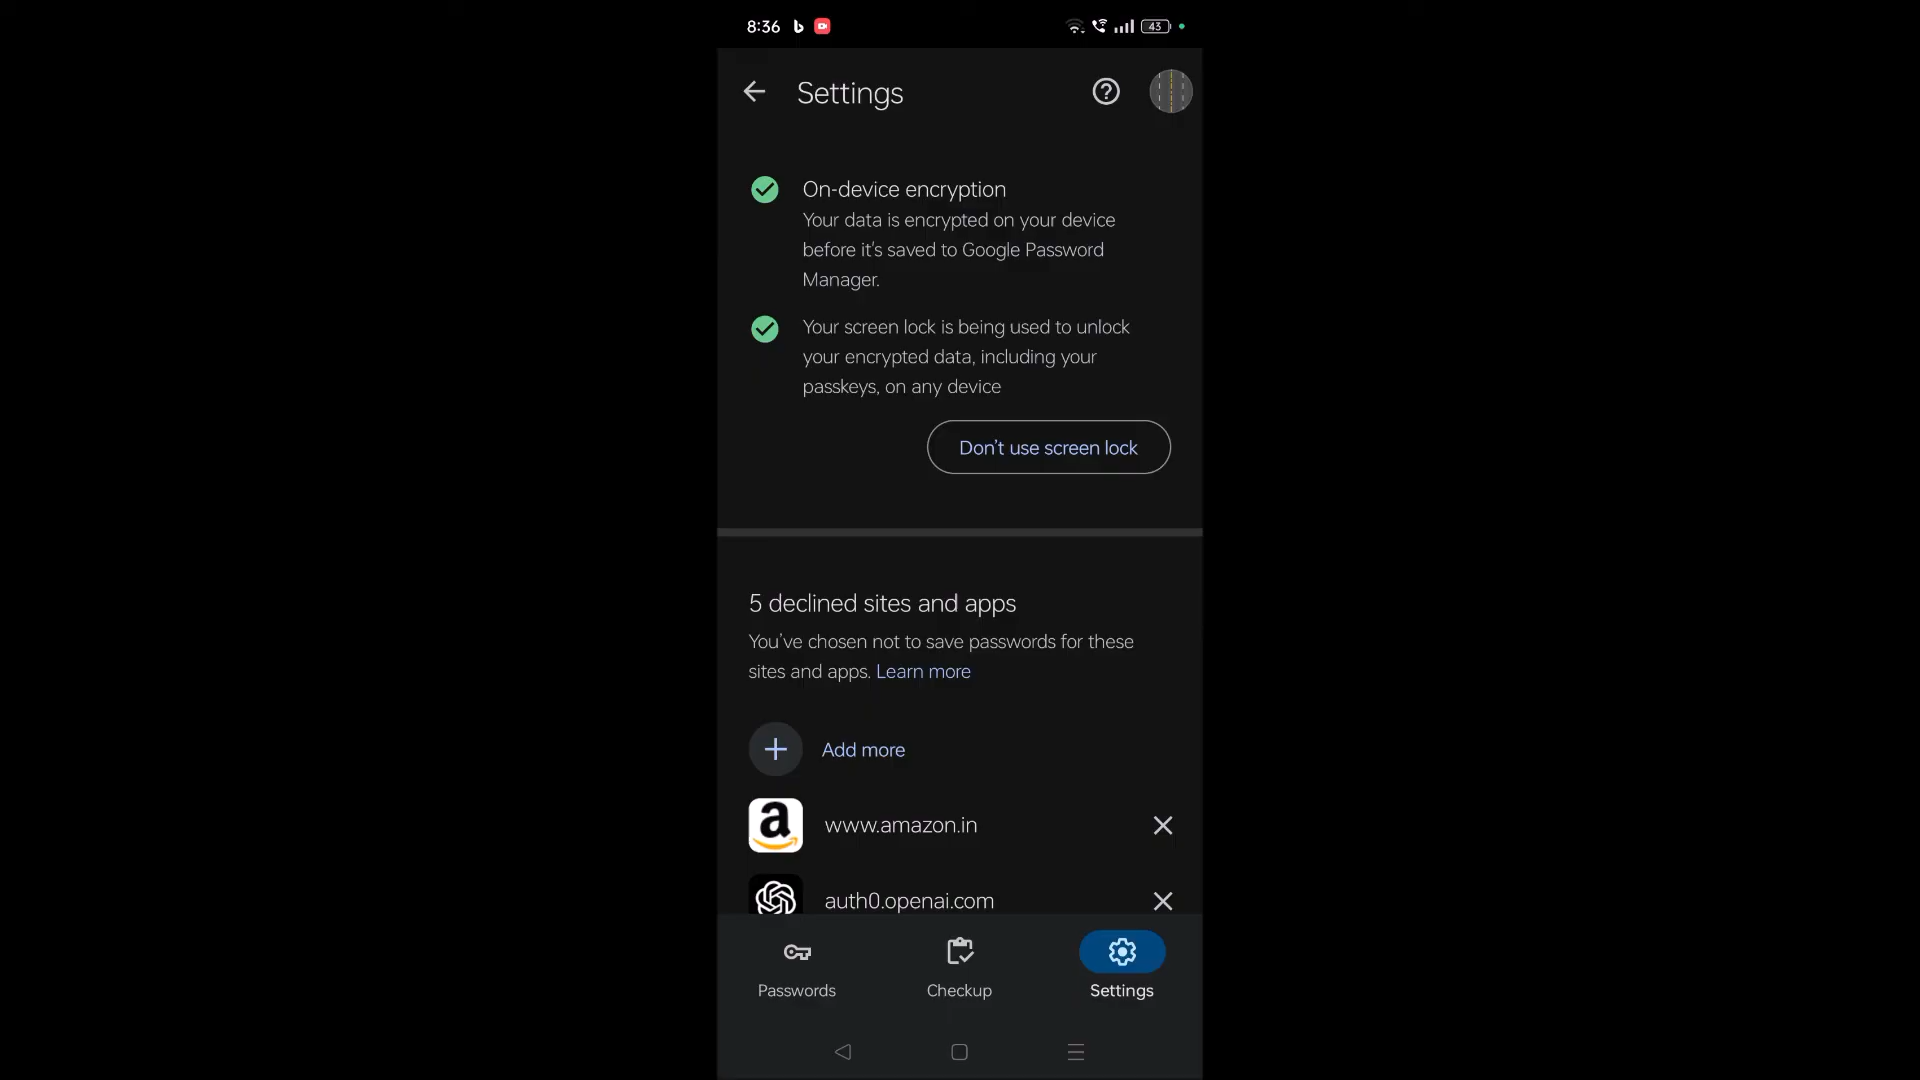 8:36
43
Settings
On-device encryption
Your data is encrypted on your device
before it's saved to Google Password
Manager.
Your screen lock is being used to unlock
your encrypted data, including your
passkeys, on any device
Don't use screen lock
5 declined sites and apps
You've chosen not to save passwords for these
sites and apps. Learn more
Add more
www.amazon.in
auth0.openai.com
Passwords
Checkup
Settings